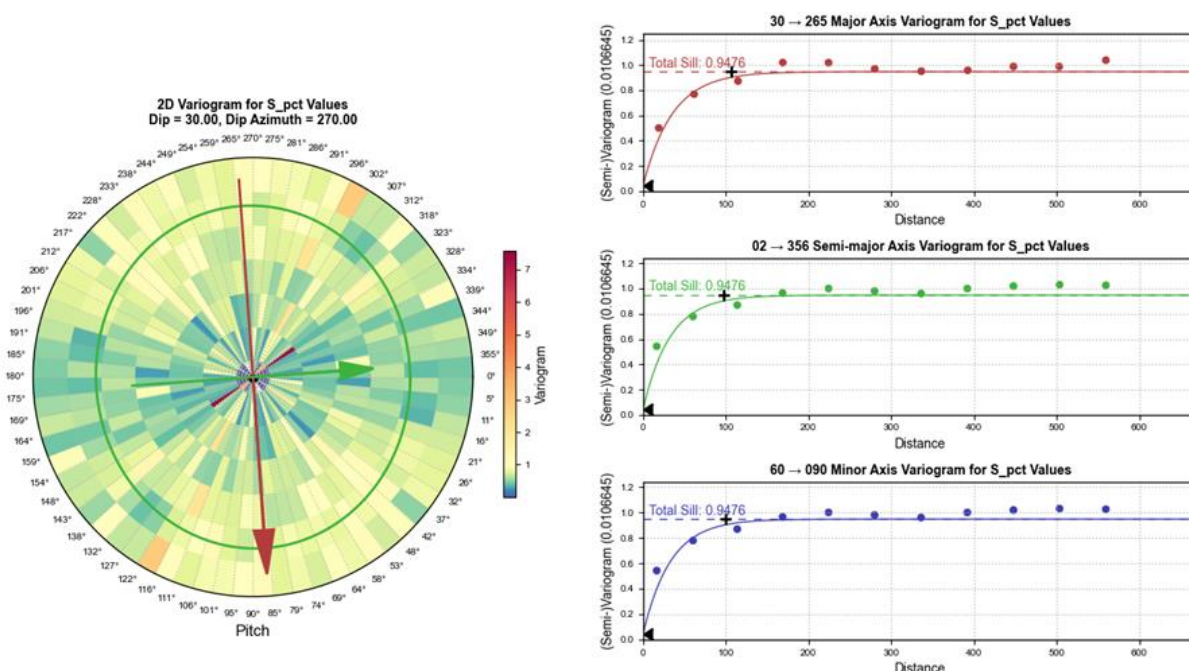 2D Variogram for S_pct Values
Dip = 30.00, Dip Azimuth = 270.00
265° 270° 275°
259° 281°
254° 286°
249° 291°
244° 296°
238° 302°
233° 307°
228° 312°
222° 318°
217° 323°
212° 328°
206° 334°
201° 339°
196° 344°
191° 349°
185° 355°
180° 0°
175° 5°
169° 11°
164° 16°
159° 21°
154° 26°
148° 32°
143° 37°
138° 42°
132° 48°
127° 53°
122° 58°
116° 64°
111° 69°
106° 74°
101° 79°
95° 90° 85°
Pitch
7
6
5
4
3
2
1
Variogram
30 → 265 Major Axis Variogram for S_pct Values
(Semi-)Variogram (0.0106645)
1.2
1.0
0.8
0.6
0.4
0.2
0.0
Total Sill: 0.9476
0 100 200 300 400 500 600
Distance
02 → 356 Semi-major Axis Variogram for S_pct Values
(Semi-)Variogram (0.0106645)
1.2
1.0
0.8
0.6
0.4
0.2
0.0
Total Sill: 0.9476
0 100 200 300 400 500 600
Distance
60 → 090 Minor Axis Variogram for S_pct Values
(Semi-)Variogram (0.0106645)
1.2
1.0
0.8
0.6
0.4
0.2
0.0
Total Sill: 0.9476
0 100 200 300 400 500 600
Distance